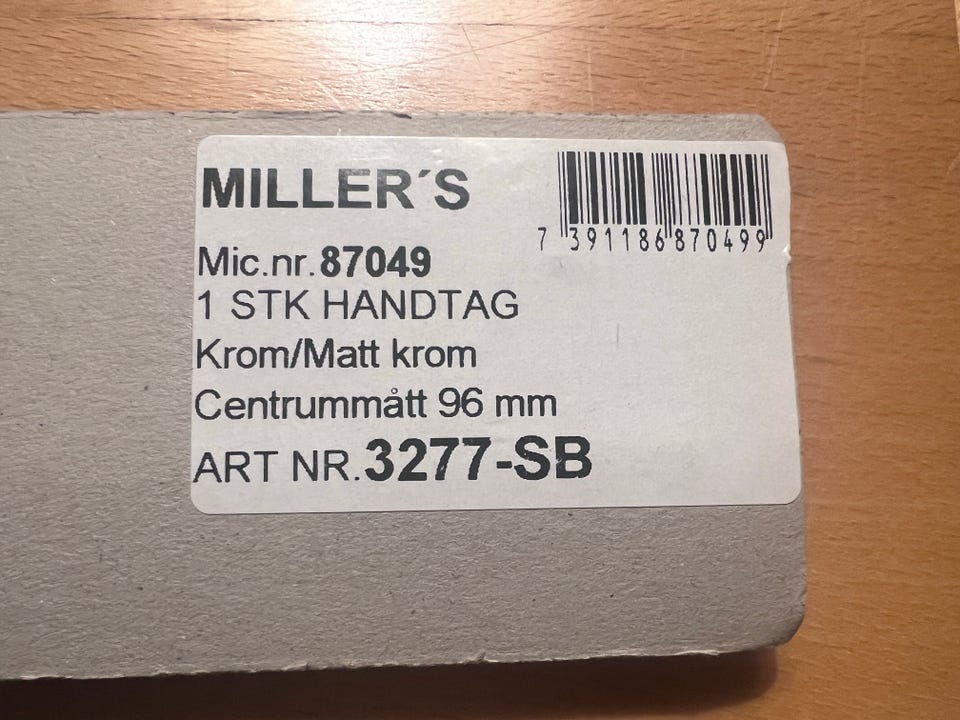 MILLER´S
7 391186 870499
Mic.nr.87049
1 STK HANDTAG
Krom/Matt krom
Centrummått 96 mm
ART NR.3277-SB